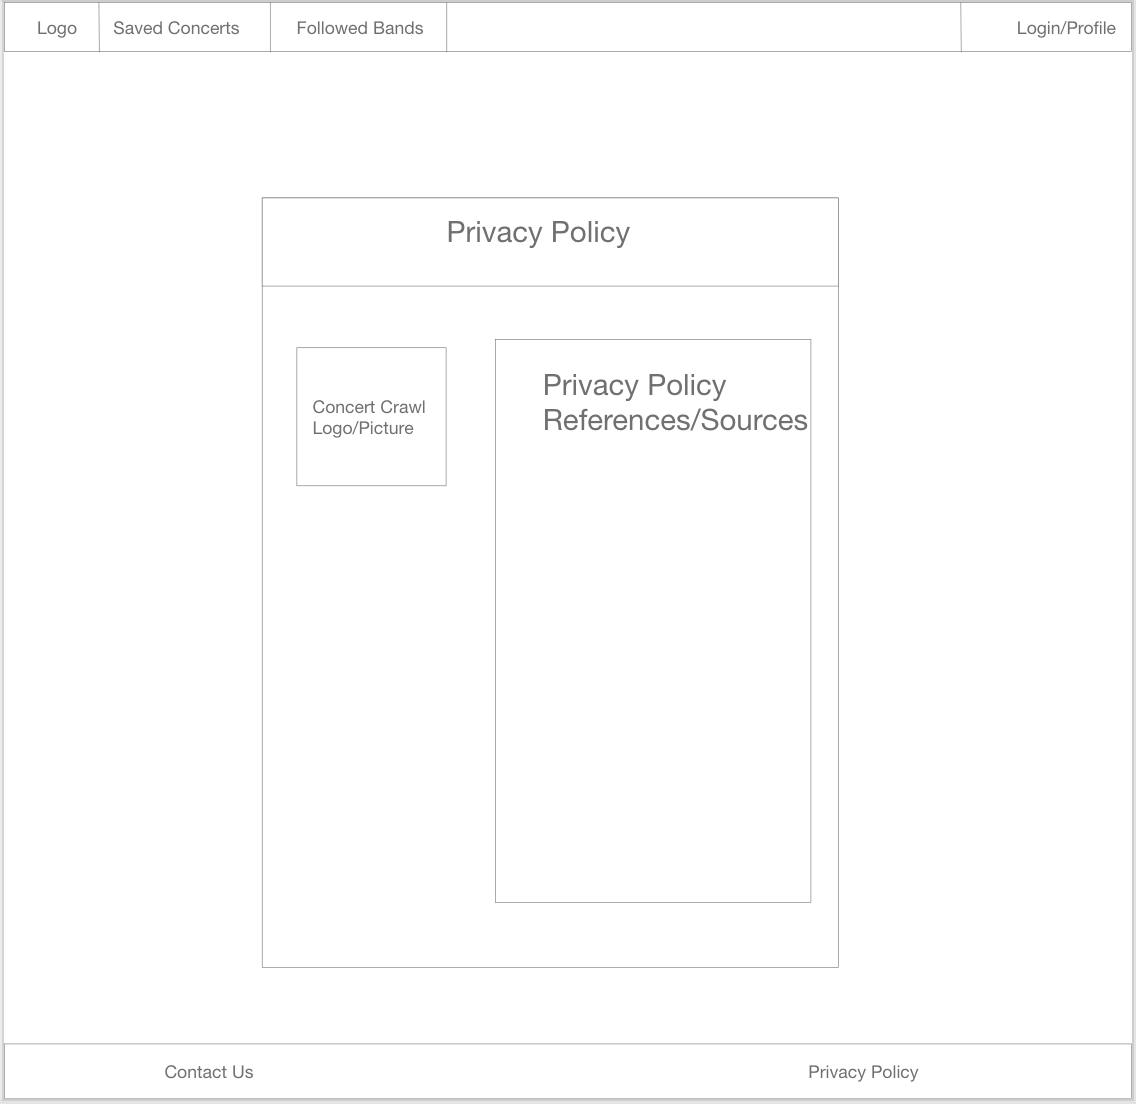 Logo
Saved Concerts
Followed Bands
Login/Profile
Privacy Policy
Concert Crawl
Logo/Picture
Privacy Policy
References/Sources
Contact Us
Privacy Policy